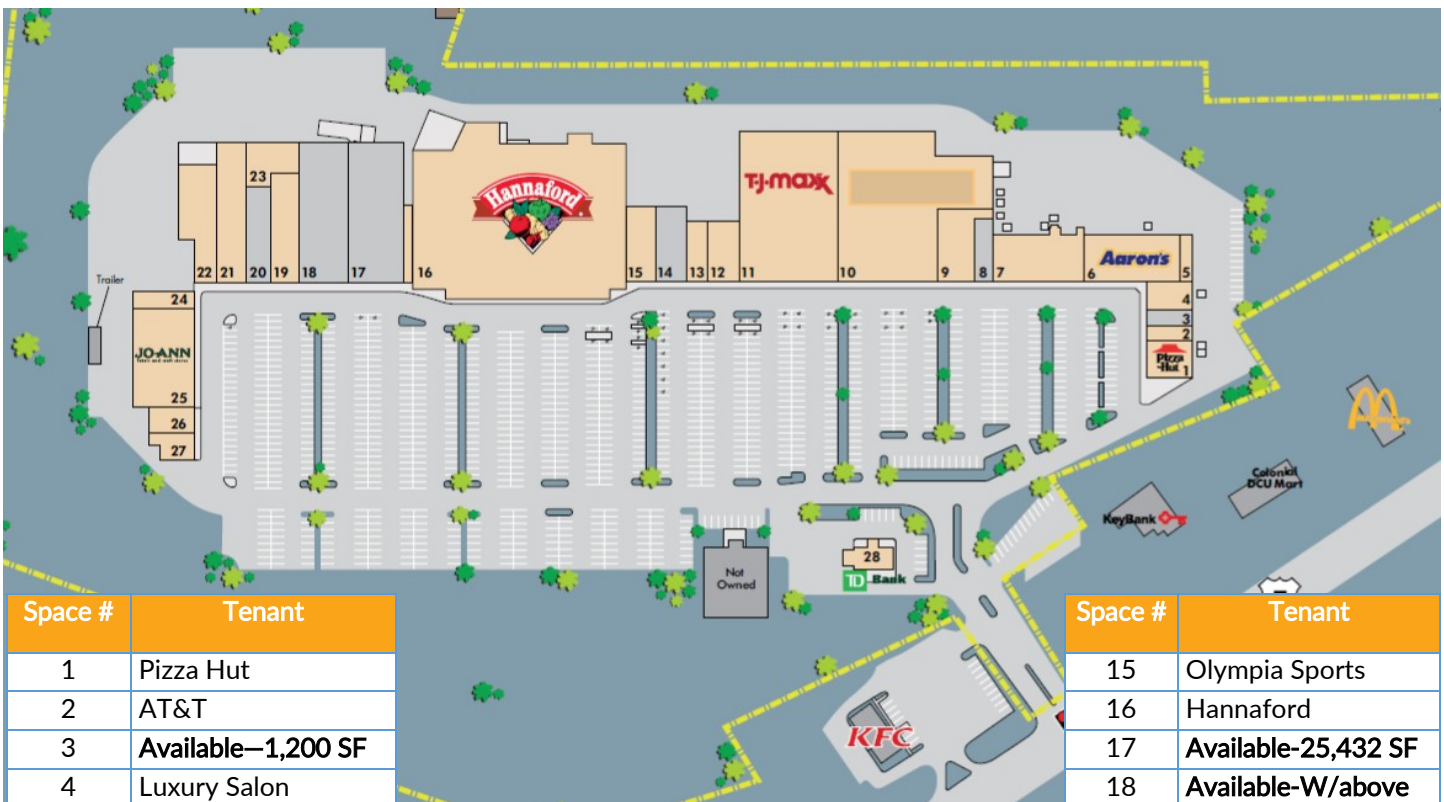 Hannaford
T·J·maxx
23
22
21
20
19
18
17
16
15
14
13
12
11
10
9
8
7
6
Aaron's
5
4
3
2
Pizza
Hut
1
Trailer
24
JO-ANN
25
26
27
Not
Owned
28
TD Bank
KeyBank
Colonial
DCU Mart
KFC
Space #
Tenant
1
Pizza Hut
2
AT&T
3
Available—1,200 SF
4
Luxury Salon
Space #
Tenant
15
Olympia Sports
16
Hannaford
17
Available-25,432 SF
18
Available-W/above